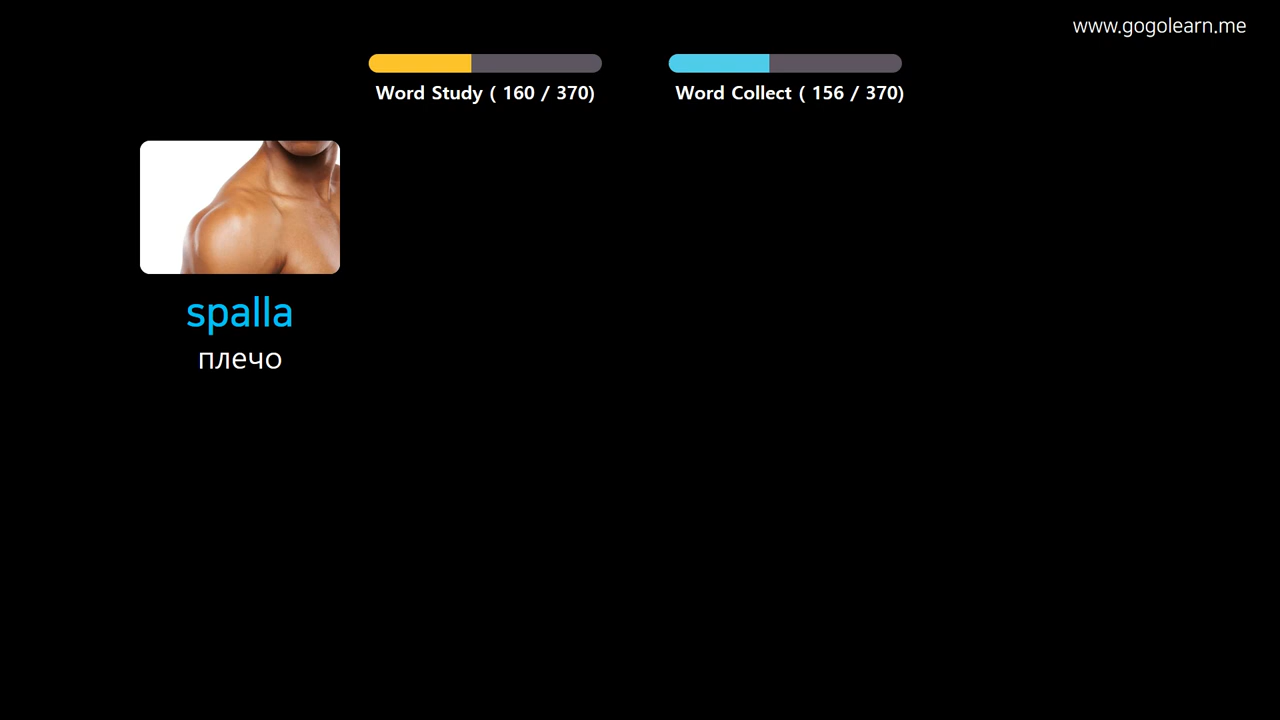 www.gogolearn.me
Word Study ( 160 / 370)
Word Collect ( 156 / 370)
spalla
плечо